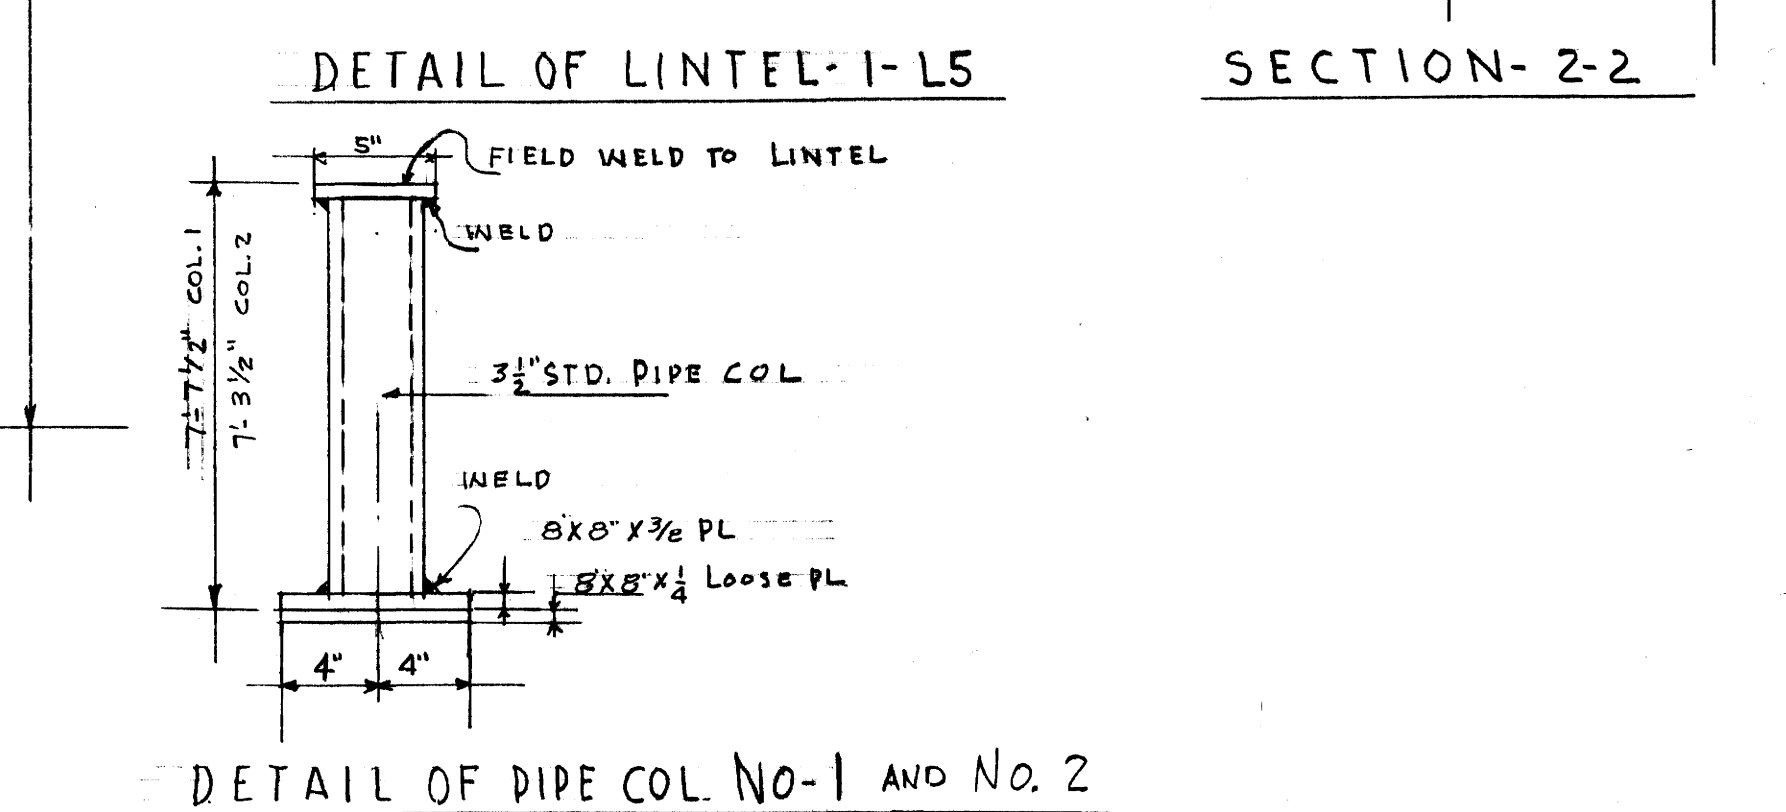 DETAIL OF LINTEL· 1-L5
SECTION- 2-2
5"
FIELD WELD TO LINTEL
WELD
7'-7½" COL.1
7'-3½" COL.2
3½" STD. PIPE COL
WELD
8"X8"X3/8 PL
8"X8"X¼ LOOSE PL
4" 4"
DETAIL OF PIPE COL. NO-1 AND NO. 2